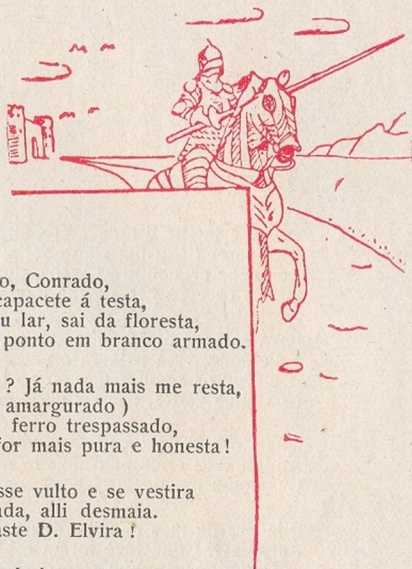 o, Conrado,
capacete á testa,
u lar, sai da floresta,
ponto em branco armado.
? Já nada mais me resta,
amargurado )
ferro trespassado,
for mais pura e honesta!
sse vulto e se vestira
ada, alli desmaia.
ste D. Elvira !